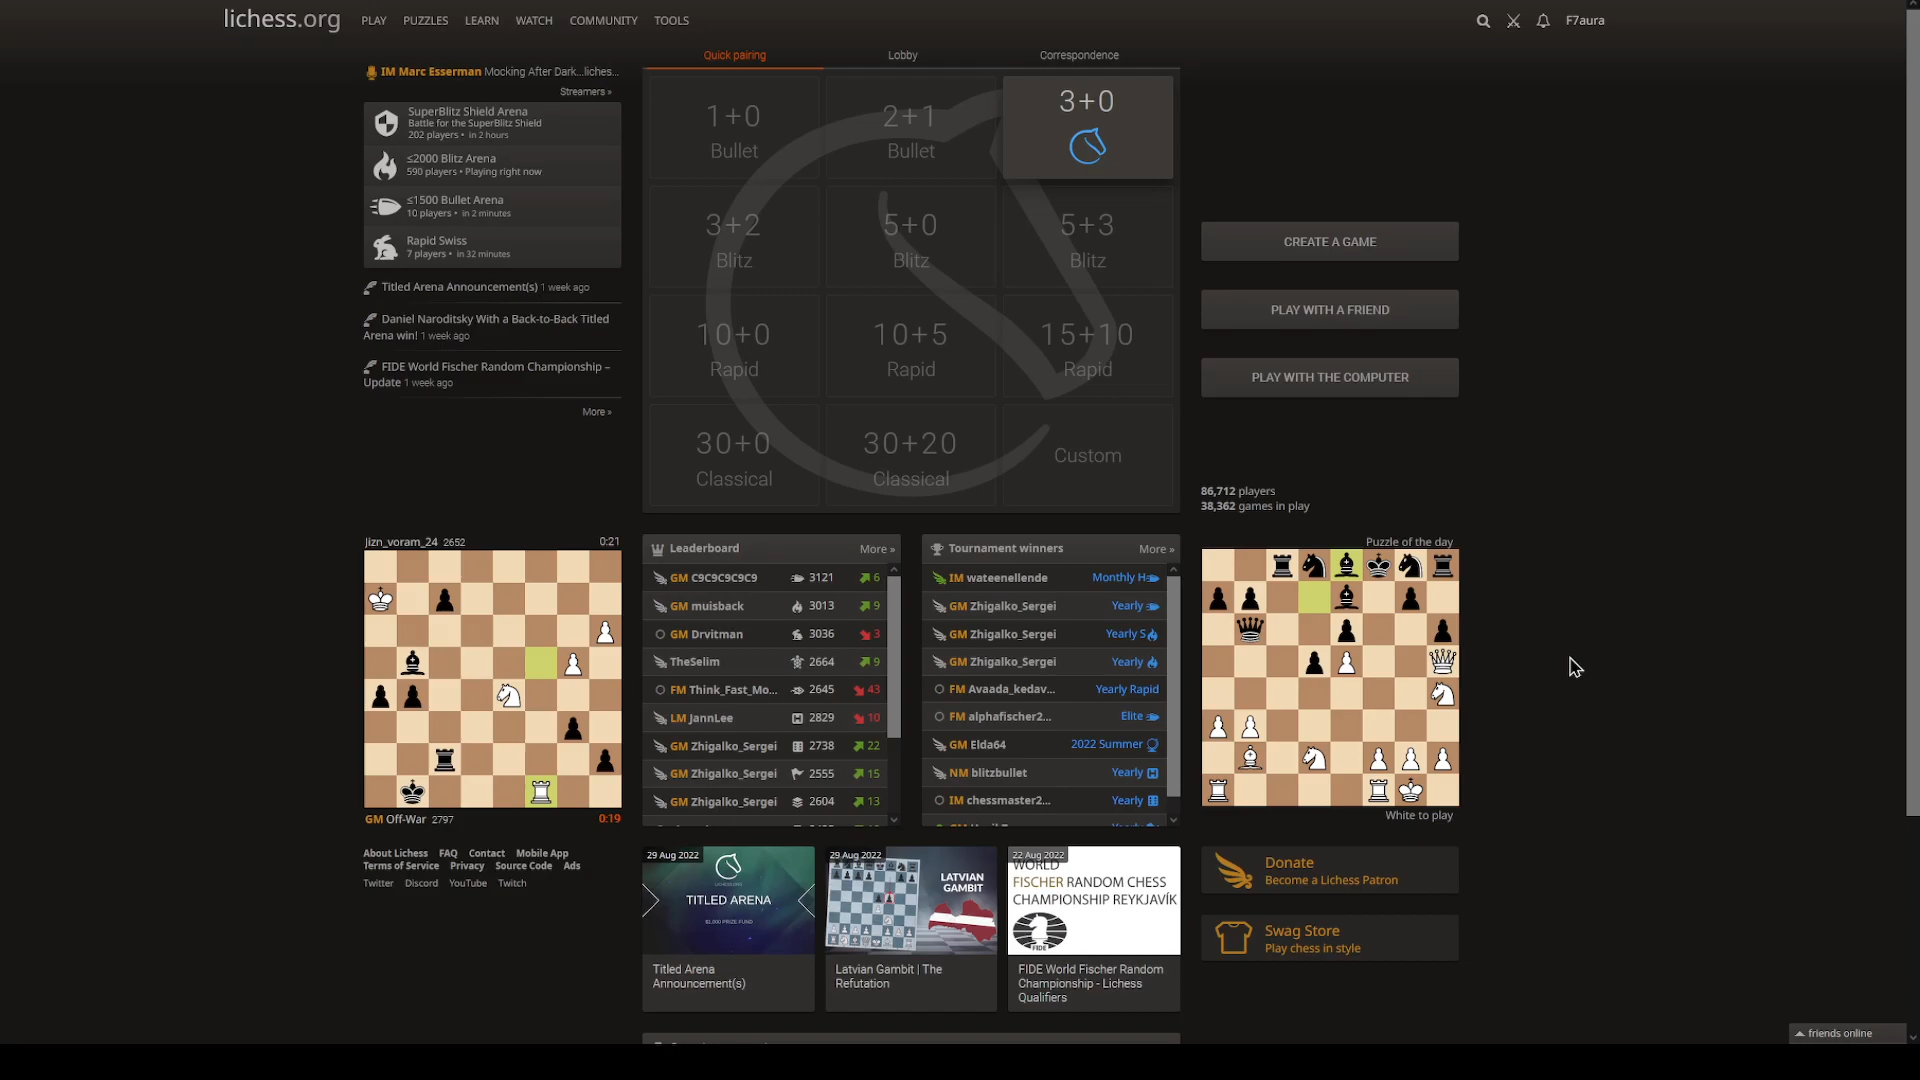 lichess.org PLAY PUZZLES LEARN WATCH COMMUNITY TOOLS F7aura
IM Marc Esserman Mocking After Dark...liches...
Streamers »
SuperBlitz Shield Arena
Battle for the SuperBlitz Shield
202 players • in 2 hours
≤2000 Blitz Arena
590 players • Playing right now
≤1500 Bullet Arena
10 players • in 2 minutes
Rapid Swiss
7 players • in 32 minutes
Titled Arena Announcement(s) 1 week ago
Daniel Naroditsky With a Back-to-Back Titled
Arena win! 1 week ago
FIDE World Fischer Random Championship –
Update 1 week ago
More »
Quick pairing Lobby Correspondence
1+0 2+1 3+0
Bullet Bullet
3+2 5+0 5+3
Blitz Blitz Blitz
10+0 10+5 15+10
Rapid Rapid Rapid
30+0 30+20 Custom
Classical Classical
CREATE A GAME
PLAY WITH A FRIEND
PLAY WITH THE COMPUTER
86,712 players
38,362 games in play
Jizn_voram_24 2652 0:21
GM Off-War 2797 0:19
Leaderboard More »
GM C9C9C9C9C9 3121 6
GM muisback 3013 9
GM Drvitman 3036 3
TheSelim 2664 9
FM Think_Fast_Mo... 2645 43
LM JannLee 2829 10
GM Zhigalko_Sergei 2738 22
GM Zhigalko_Sergei 2555 15
GM Zhigalko_Sergei 2604 13
Tournament winners More »
IM wateenellende Monthly H
GM Zhigalko_Sergei Yearly
GM Zhigalko_Sergei Yearly S
GM Zhigalko_Sergei Yearly
FM Avaada_kedav... Yearly Rapid
FM alphafischer2... Elite
GM Elda64 2022 Summer
NM blitzbullet Yearly
IM chessmaster2... Yearly
Puzzle of the day
White to play
About Lichess FAQ Contact Mobile App
Terms of Service Privacy Source Code Ads
Twitter Discord YouTube Twitch
29 Aug 2022
LICHESS.ORG
TITLED ARENA
$1,000 PRIZE FUND
Titled Arena
Announcement(s)
29 Aug 2022
LATVIAN
GAMBIT
Latvian Gambit | The
Refutation
22 Aug 2022
WORLD
FISCHER RANDOM CHESS
CHAMPIONSHIP REYKJAVÍK
FIDE
FIDE World Fischer Random
Championship - Lichess
Qualifiers
Donate
Become a Lichess Patron
Swag Store
Play chess in style
friends online